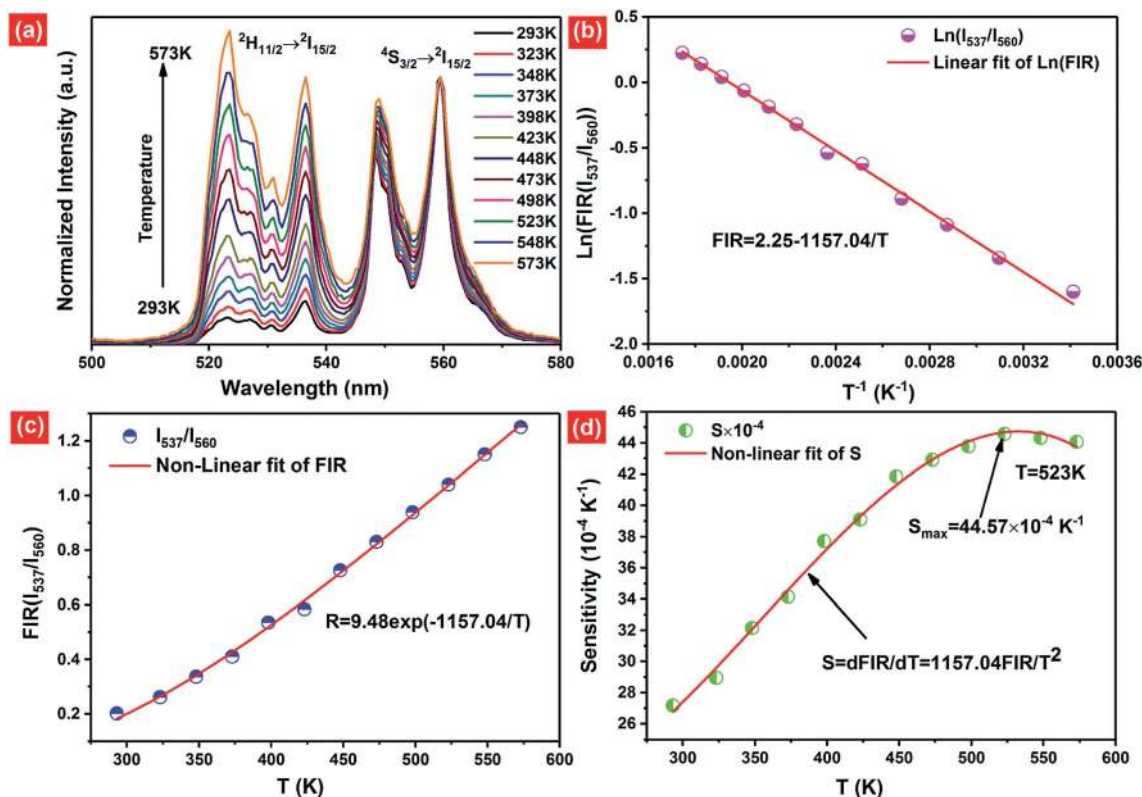 (a)
²H₁₁/₂→²I₁₅/₂
⁴S₃/₂→²I₁₅/₂
573K
Temperature
293K
293K
323K
348K
373K
398K
423K
448K
473K
498K
523K
548K
573K
Normalized Intensity (a.u.)
500 520 540 560 580
Wavelength (nm)
(b)
Ln(I₅₃₇/I₅₆₀)
Linear fit of Ln(FIR)
FIR=2.25-1157.04/T
Ln(FIR(I₅₃₇/I₅₆₀))
0.5
0.0
-0.5
-1.0
-1.5
-2.0
0.0016 0.0020 0.0024 0.0028 0.0032 0.0036
T⁻¹ (K⁻¹)
(c)
I₅₃₇/I₅₆₀
Non-Linear fit of FIR
R=9.48exp(-1157.04/T)
FIR(I₅₃₇/I₅₆₀)
1.2
1.0
0.8
0.6
0.4
0.2
300 350 400 450 500 550 600
T (K)
(d)
S×10⁻⁴
Non-linear fit of S
T=523K
Sₘₐₓ=44.57×10⁻⁴ K⁻¹
S=dFIR/dT=1157.04FIR/T²
Sensitivity (10⁻⁴ K⁻¹)
46
44
42
40
38
36
34
32
30
28
26
300 350 400 450 500 550 600
T (K)